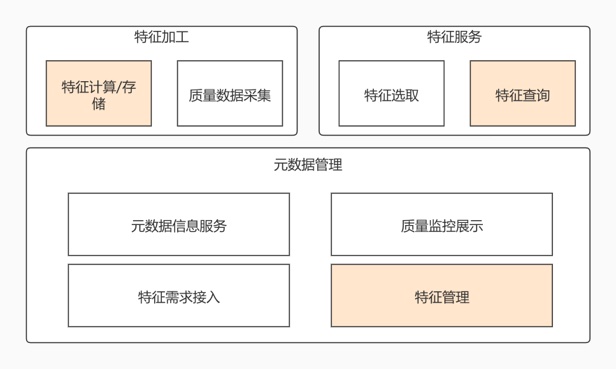 特征加工
特征服务
特征计算/存
储
质量数据采集
特征选取
特征查询
元数据管理
元数据信息服务
质量监控展示
特征需求接入
特征管理